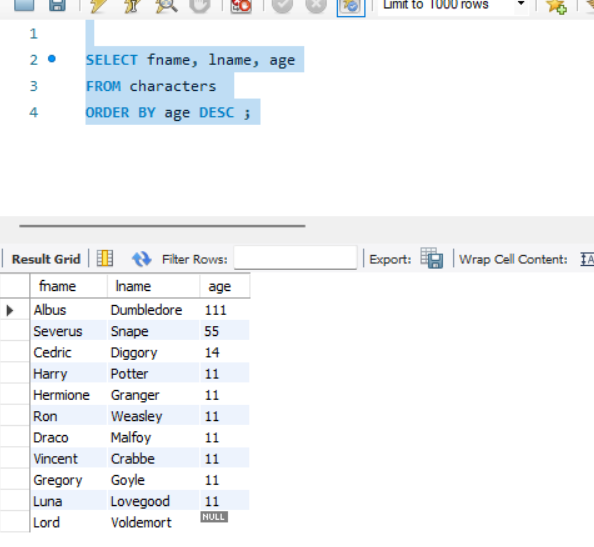 Limit to 1000 rows
1
2 SELECT fname, lname, age
3 FROM characters
4 ORDER BY age DESC ;
Result Grid Filter Rows: Export: Wrap Cell Content:
fname lname age
Albus Dumbledore 111
Severus Snape 55
Cedric Diggory 14
Harry Potter 11
Hermione Granger 11
Ron Weasley 11
Draco Malfoy 11
Vincent Crabbe 11
Gregory Goyle 11
Luna Lovegood 11
Lord Voldemort NULL